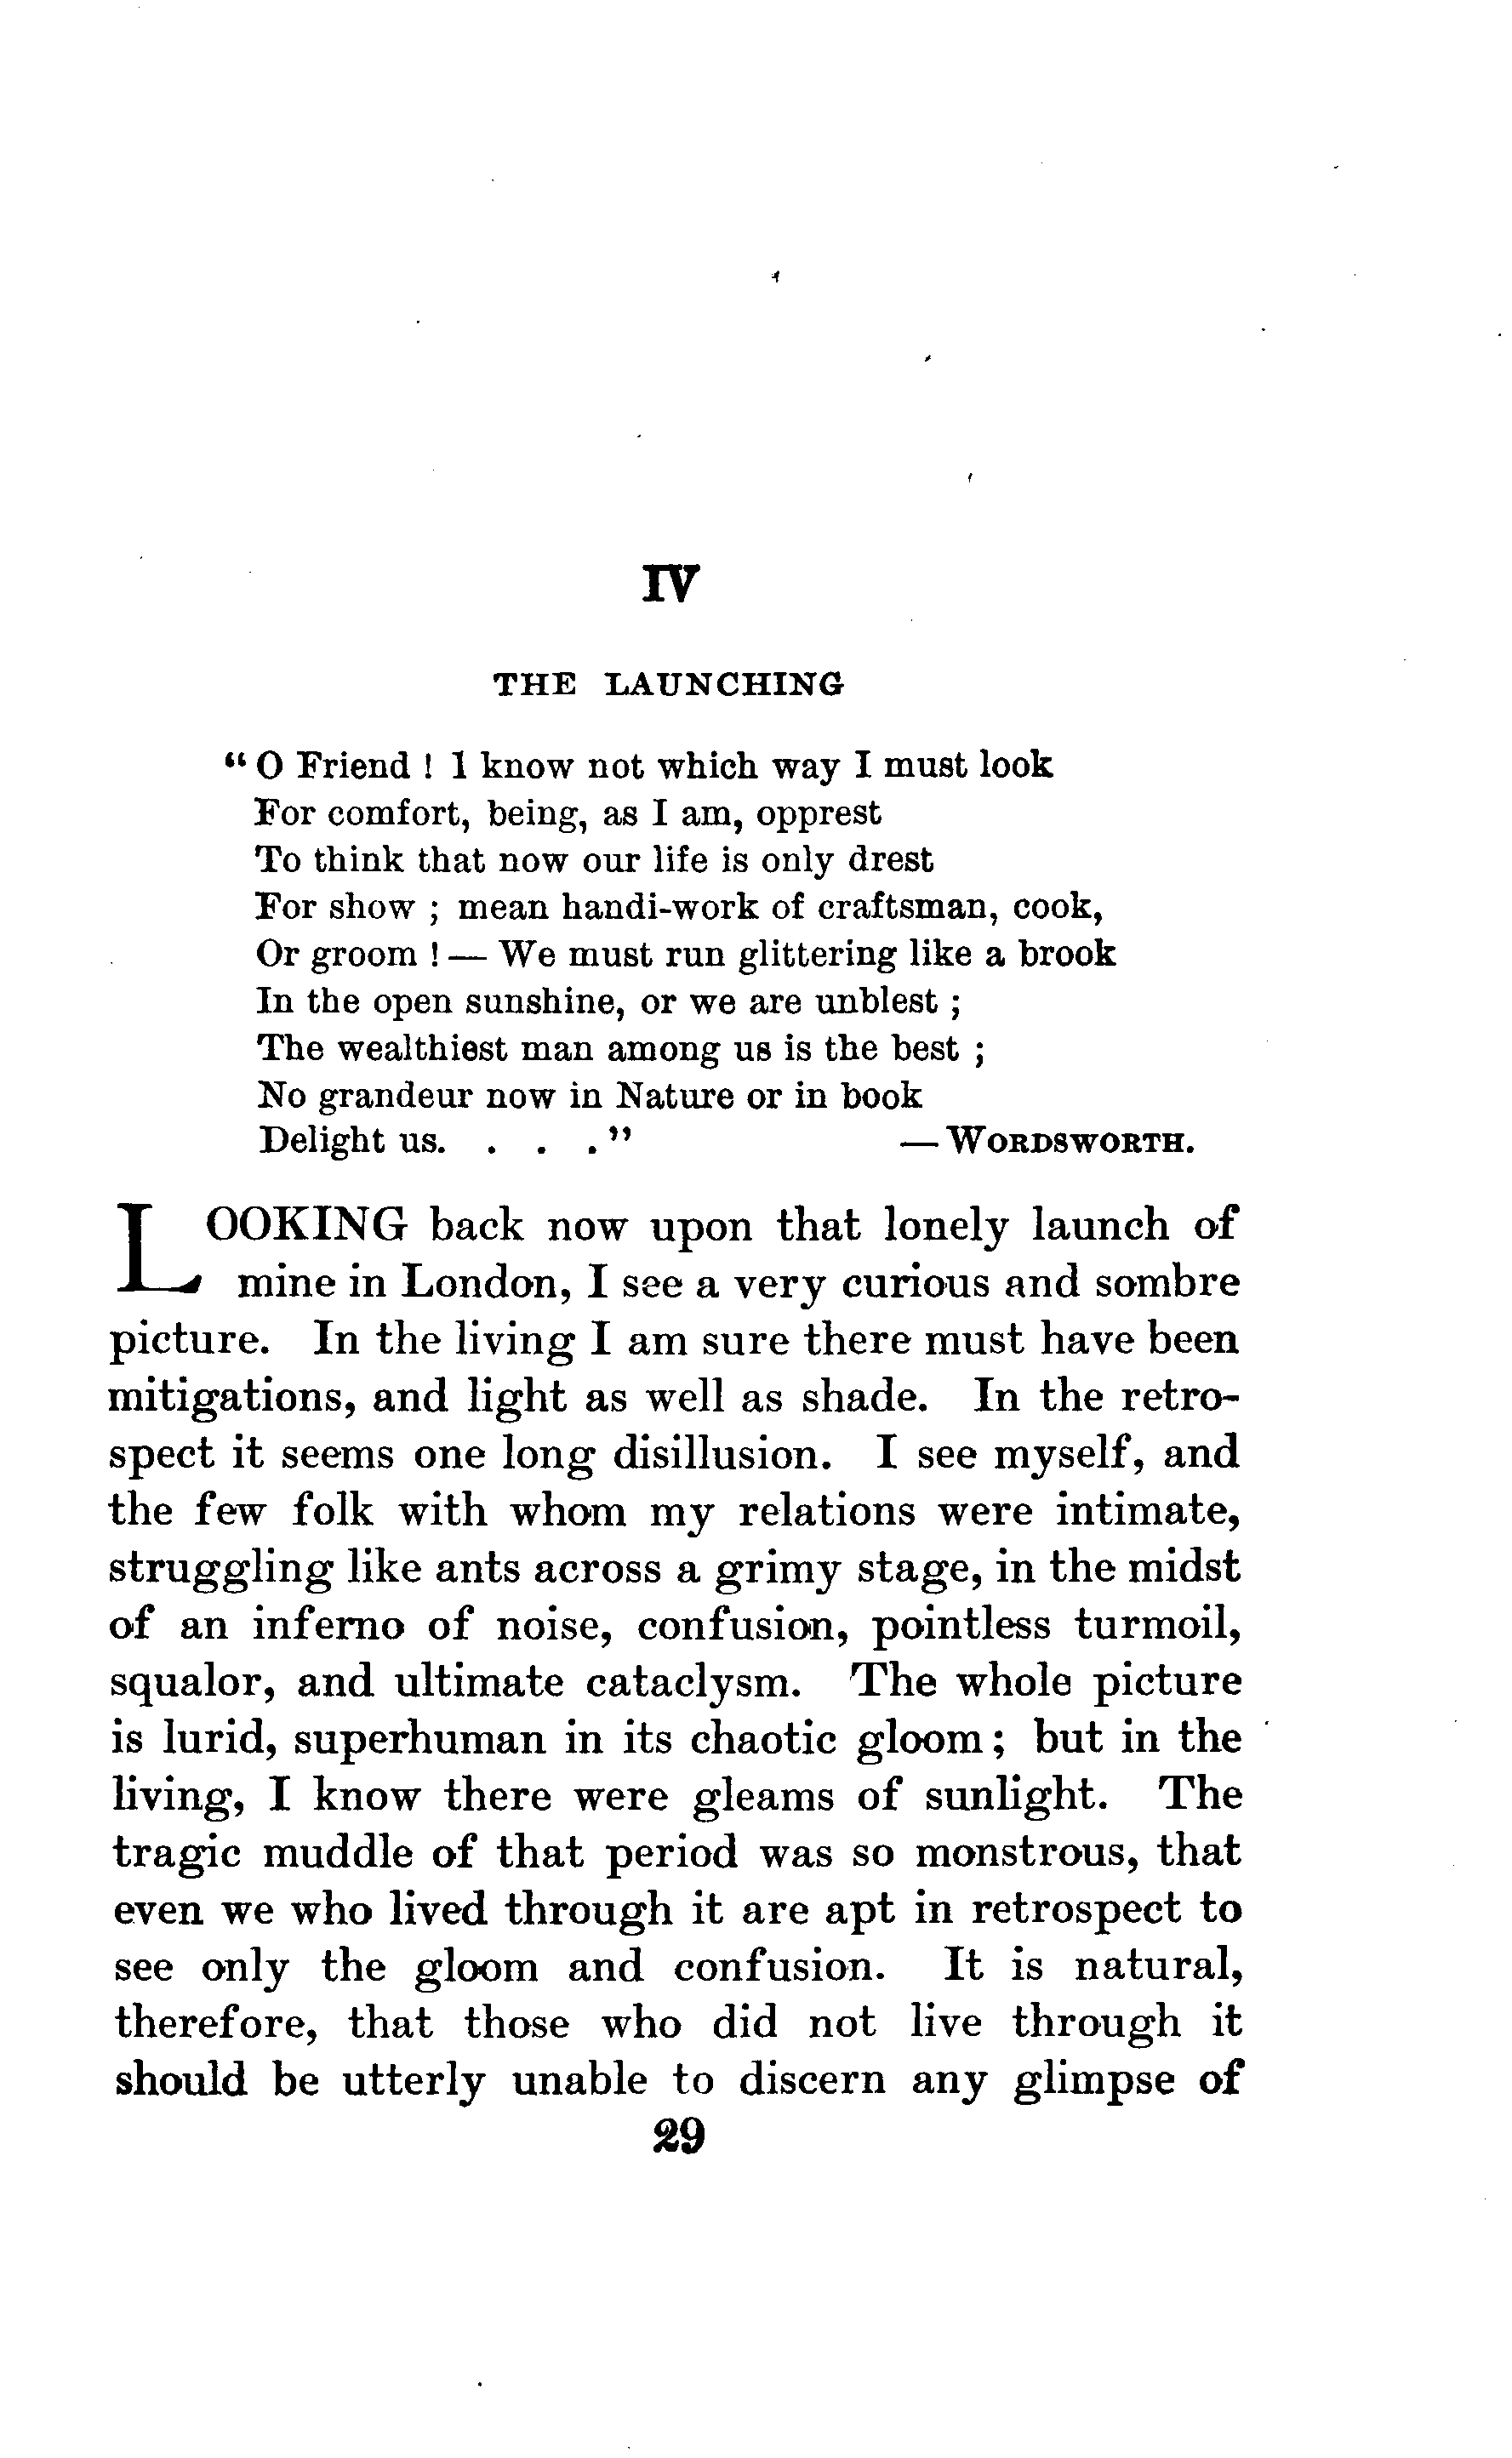 IV
THE LAUNCHING
“ O Friend ! I know not which way I must look
For comfort, being, as I am, opprest
To think that now our life is only drest
For show ; mean handi-work of craftsman, cook,
Or groom ! — We must run glittering like a brook
In the open sunshine, or we are unblest ;
The wealthiest man among us is the best ;
No grandeur now in Nature or in book
Delight us. . . . ” — WORDSWORTH.
LOOKING back now upon that lonely launch of
mine in London, I see a very curious and sombre
picture. In the living I am sure there must have been
mitigations, and light as well as shade. In the retro-
spect it seems one long disillusion. I see myself, and
the few folk with whom my relations were intimate,
struggling like ants across a grimy stage, in the midst
of an inferno of noise, confusion, pointless turmoil,
squalor, and ultimate cataclysm. The whole picture
is lurid, superhuman in its chaotic gloom ; but in the
living, I know there were gleams of sunlight. The
tragic muddle of that period was so monstrous, that
even we who lived through it are apt in retrospect to
see only the gloom and confusion. It is natural,
therefore, that those who did not live through it
should be utterly unable to discern any glimpse of
29